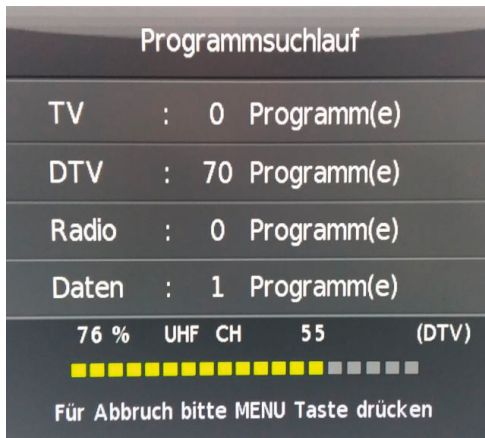 Programmsuchlauf
TV : 0 Programm(e)
DTV : 70 Programm(e)
Radio : 0 Programm(e)
Daten : 1 Programm(e)
76 % UHF CH 55 (DTV)
Für Abbruch bitte MENU Taste drücken